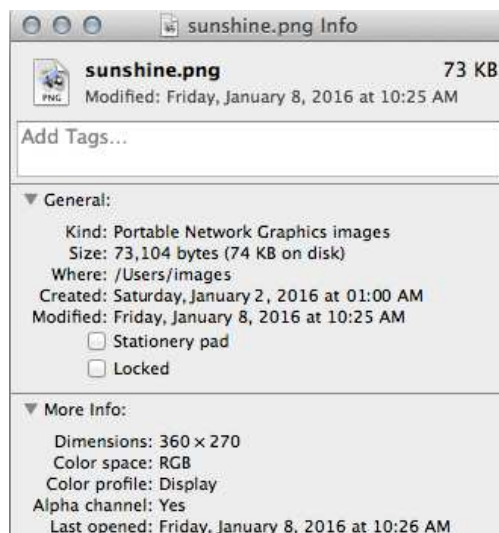 sunshine.png Info
sunshine.png 73 KB
PNG Modified: Friday, January 8, 2016 at 10:25 AM
Add Tags...
General:
Kind: Portable Network Graphics images
Size: 73,104 bytes (74 KB on disk)
Where: /Users/images
Created: Saturday, January 2, 2016 at 01:00 AM
Modified: Friday, January 8, 2016 at 10:25 AM
Stationery pad
Locked
More Info:
Dimensions: 360 × 270
Color space: RGB
Color profile: Display
Alpha channel: Yes
Last opened: Friday, January 8, 2016 at 10:26 AM